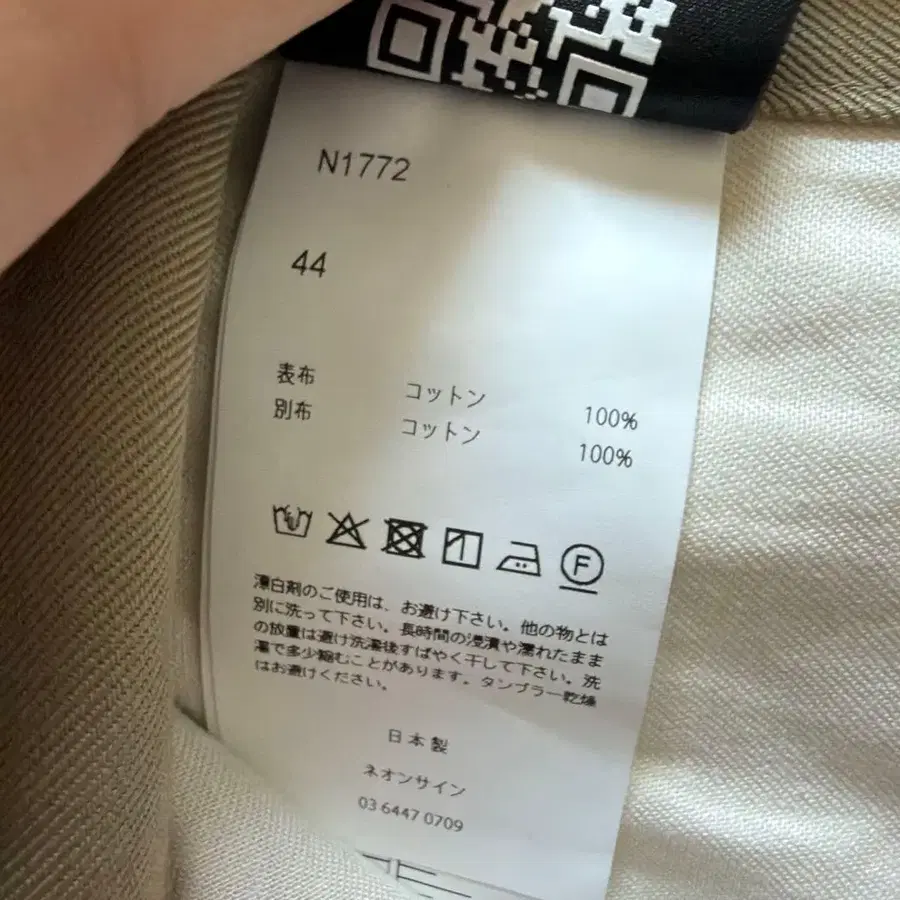 N1772
44
表布 コットン 100%
別布 コットン 100%
F
漂白剤のご使用は、お避け下さい。他の物とは
別に洗って下さい。長時間の浸漬や濡れたまま
の放置は避け洗濯後すばやく干して下さい。洗
濯で多少縮むことがあります。タンブラー乾燥
はお避けください。
日本製
ネオンサイン
03 6447 0709